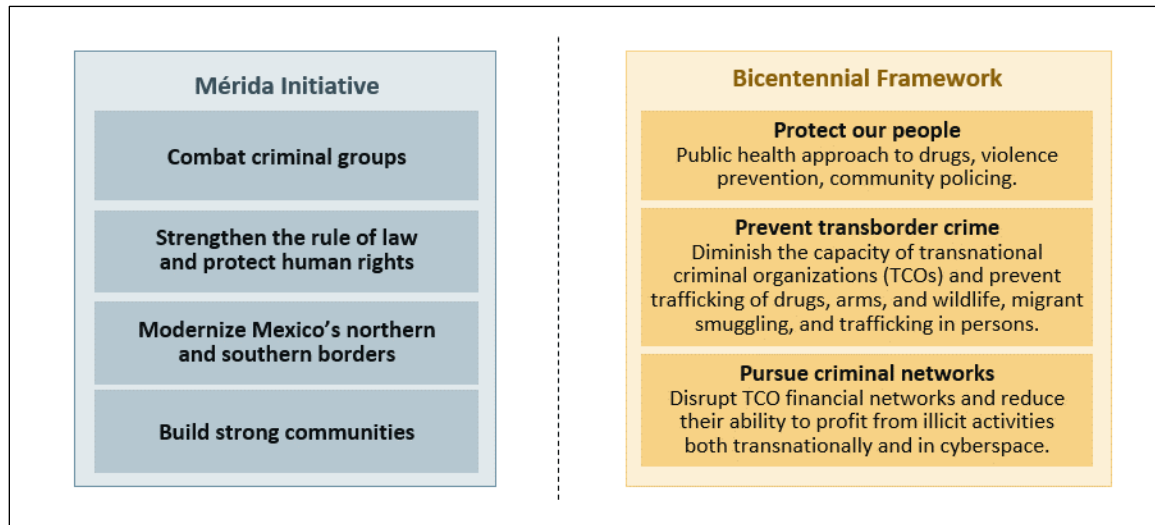 Mérida Initiative
Combat criminal groups
Strengthen the rule of law
and protect human rights
Modernize Mexico’s northern
and southern borders
Build strong communities
Bicentennial Framework
Protect our people
Public health approach to drugs, violence
prevention, community policing.
Prevent transborder crime
Diminish the capacity of transnational
criminal organizations (TCOs) and prevent
trafficking of drugs, arms, and wildlife, migrant
smuggling, and trafficking in persons.
Pursue criminal networks
Disrupt TCO financial networks and reduce
their ability to profit from illicit activities
both transnationally and in cyberspace.